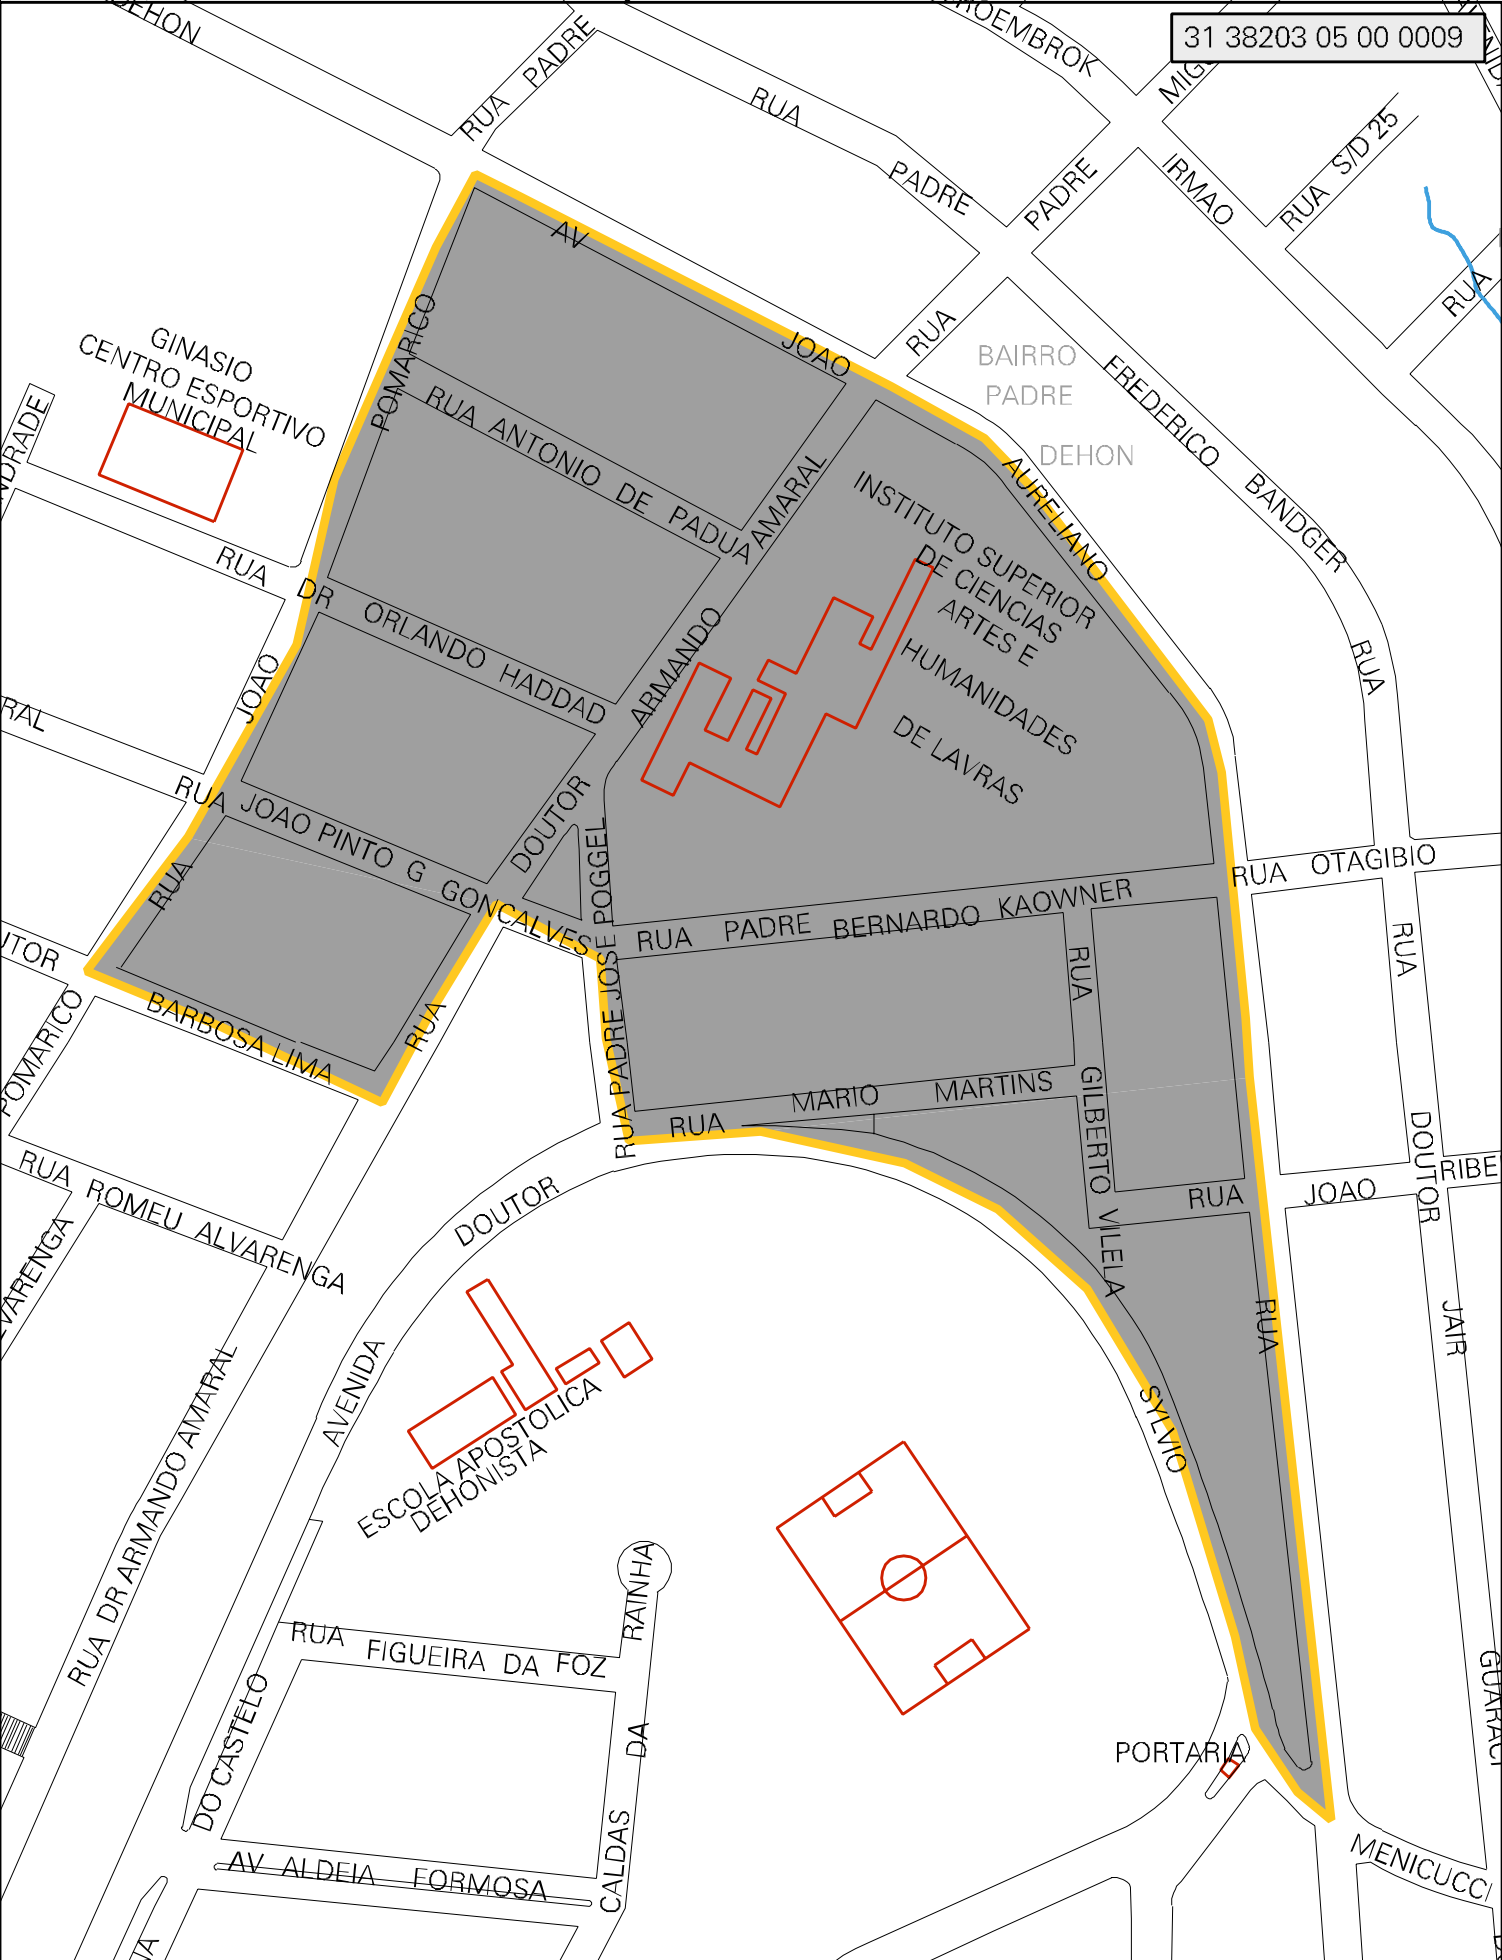 DEHON
RUA PADRE
ROEMBROK
31 38203 05 00 0009
RUA
PADRE
PADRE
RUA
IRMAO
RUA S/D 25
RUA
AV
JOAO
AURELIANO
BAIRRO
PADRE
DEHON
FREDERICO BANDGER
RUA
GINASIO
CENTRO ESPORTIVO
MUNICIPAL
POMARICO
JOAO
RUA
RUA ANTONIO DE PADUA
AMARAL
ARMANDO
DOUTOR
RUA
INSTITUTO SUPERIOR
DE CIENCIAS
ARTES E
HUMANIDADES
DE LAVRAS
RUA DR ORLANDO HADDAD
RUA JOAO PINTO G GONCALVES
RUA PADRE JOSE POGGEL
RUA PADRE BERNARDO KAOWNER
RUA OTAGIBIO
BARBOSA LIMA
POMARICO
RUA
GILBERTO
VILELA
RUA
DOUTOR
JAIR
RUA MARIO MARTINS
RUA JOAO
RUA
RUA ROMEU ALVARENGA
AVENIDA
DOUTOR
SYLVIO
MENICUCCI
ESCOLA APOSTOLICA
DEHONISTA
RUA DR ARMANDO AMARAL
RUA FIGUEIRA DA FOZ
RAINHA
DA
CALDAS
DO CASTELO
PORTARIA
GUARACI
AV ALDEIA FORMOSA